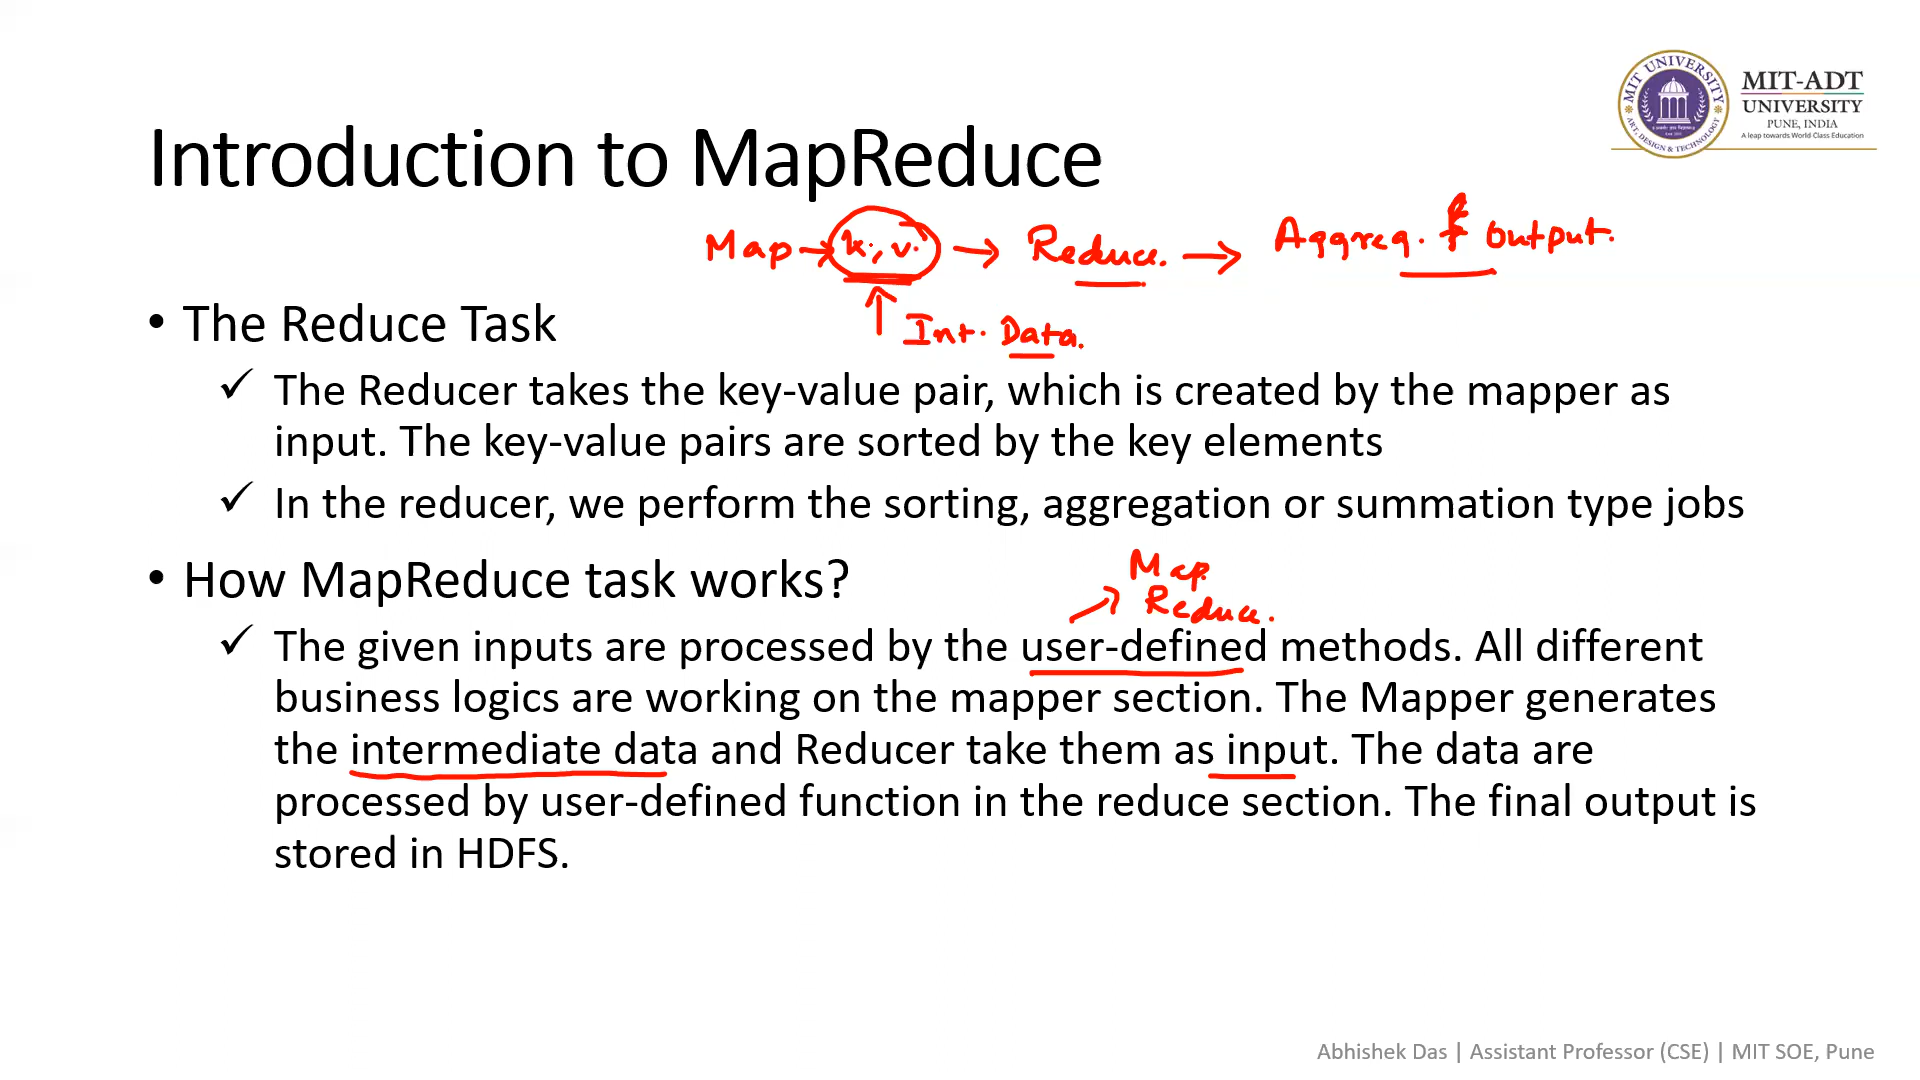 MIT UNIVERSITY
ART, DESIGN & TECHNOLOGY
MIT-ADT
UNIVERSITY
PUNE, INDIA
A leap towards World Class Education
Introduction to MapReduce
Map → k, v. → Reduce. → Aggreg. & Output.
Int. Data.
• The Reduce Task
✓ The Reducer takes the key-value pair, which is created by the mapper as
input. The key-value pairs are sorted by the key elements
✓ In the reducer, we perform the sorting, aggregation or summation type jobs
• How MapReduce task works?
Map
Reduce.
✓ The given inputs are processed by the user-defined methods. All different
business logics are working on the mapper section. The Mapper generates
the intermediate data and Reducer take them as input. The data are
processed by user-defined function in the reduce section. The final output is
stored in HDFS.
Abhishek Das | Assistant Professor (CSE) | MIT SOE, Pune